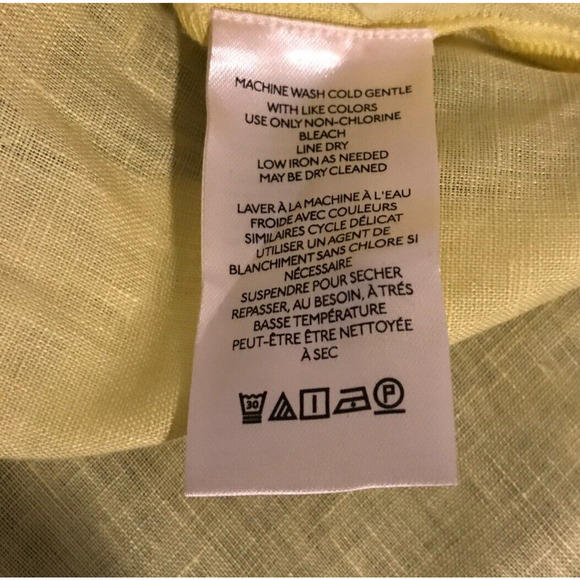 MACHINE WASH COLD GENTLE
WITH LIKE COLORS
USE ONLY NON-CHLORINE
BLEACH
LINE DRY
LOW IRON AS NEEDED
MAY BE DRY CLEANED
LAVER À LA MACHINE À L'EAU
FROIDE AVEC COULEURS
SIMILAIRES CYCLE DÉLICAT
UTILISER UN AGENT DE
BLANCHIMENT SANS CHLORE SI
NÉCESSAIRE
SUSPENDRE POUR SECHER
REPASSER, AU BESOIN, À TRÉS
BASSE TEMPÉRATURE
PEUT-ÊTRE ÊTRE NETTOYÉE
À SEC
30 P